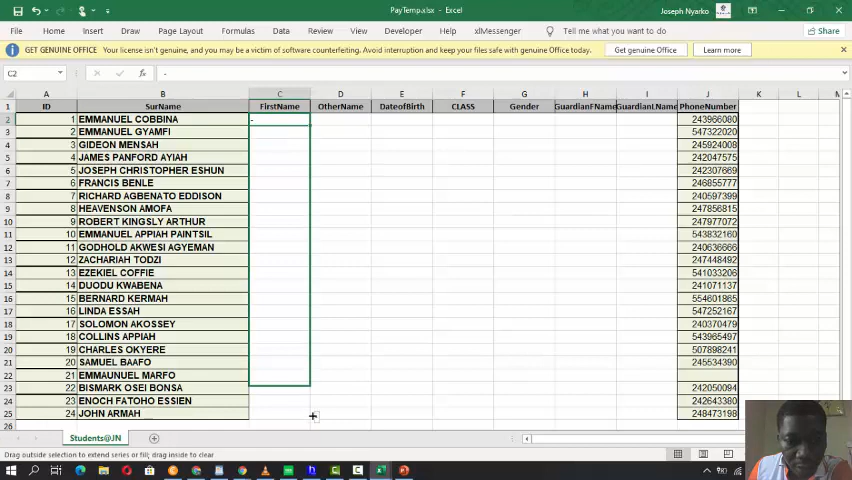 PayTemp.xlsx - Excel
Joseph Nyarko
File Home Insert Page Layout Formulas Data Review View Help xlMessenger Tell me what you want to do Share
GET GENUINE OFFICE Your license isn't genuine, and you may be a victim of software counterfeiting. Avoid interruption and keep your files safe with genuine Office today. Get genuine Office Learn more
C2 fx -
A B C D E F G H I J K L M
1 ID SurName FirstName OtherName DateofBirth CLASS Gender GuardianFName GuardianLName PhoneNumber
2 1 EMMANUEL COBBINA - 243966080
3 2 EMMANUEL GYAMFI 547322020
4 3 GIDEON MENSAH 245924008
5 4 JAMES PANFORD AYIAH 242047575
6 5 JOSEPH CHRISTOPHER ESHUN 242307669
7 6 FRANCIS BENLE 246855777
8 7 RICHARD AGBENATO EDDISON 240597399
9 8 HEAVENSON AMOFA 247856815
10 9 ROBERT KINGSLY ARTHUR 247977072
11 10 EMMANUEL APPIAH PAINTSIL 543832160
12 11 GODHOLD AKWESI AGYEMAN 240636666
13 12 ZACHARIAH TODZI 247448492
14 13 EZEKIEL COFFIE 541033206
15 14 DUODU KWABENA 241071137
16 15 BERNARD KERMAH 554601865
17 16 LINDA ESSAH 547252167
18 17 SOLOMON AKOSSEY 240370479
19 18 COLLINS APPIAH 543965497
20 19 CHARLES OKYERE 507898241
21 20 SAMUEL BAAFO 245534390
22 21 EMMAUNUEL MARFO
23 22 BISMARK OSEI BONSA 242050094
24 23 ENOCH FATOHO ESSIEN 242643380
25 24 JOHN ARMAH 248473198
26
Students@JN
Drag outside selection to extend series or fill; drag inside to clear